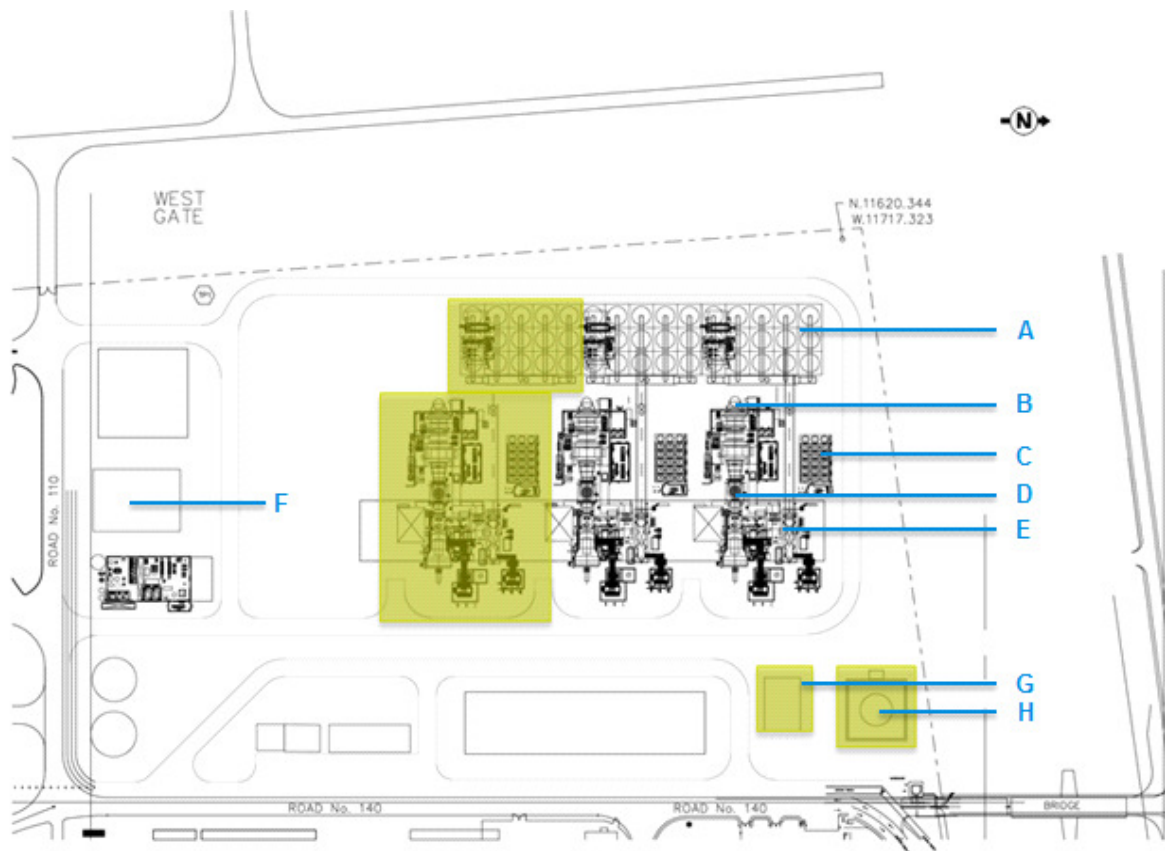 N
WEST
GATE
N.11620.344
W.11717.323
A
B
C
D
E
F
ROAD No. 110
G
H
ROAD No. 140
ROAD No. 140
BRIDGE